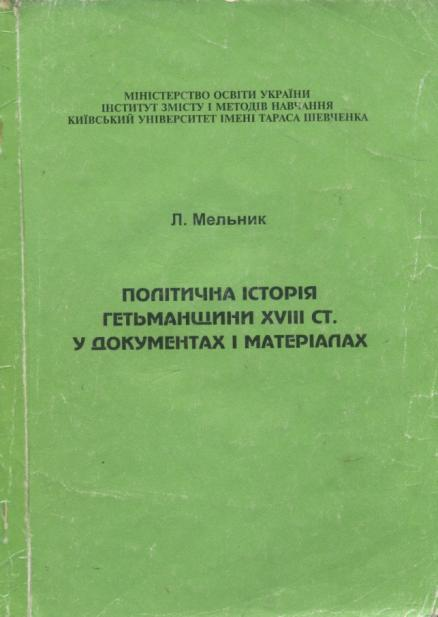 МІНІСТЕРСТВО ОСВІТИ УКРАЇНИ
ІНСТИТУТ ЗМІСТУ І МЕТОДІВ НАВЧАННЯ
КИЇВСЬКИЙ УНІВЕРСИТЕТ ІМЕНІ ТАРАСА ШЕВЧЕНКА
Л. Мельник
ПОЛІТИЧНА ІСТОРІЯ
ГЕТЬМАНЩИНИ XVIII СТ.
У ДОКУМЕНТАХ І МАТЕРІАЛАХ